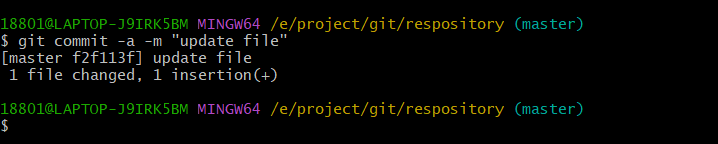 18801@LAPTOP-J9IRK5BM MINGW64 /e/project/git/respository (master)
$ git commit -a -m "update file"
[master f2f113f] update file
 1 file changed, 1 insertion(+)
18801@LAPTOP-J9IRK5BM MINGW64 /e/project/git/respository (master)
$